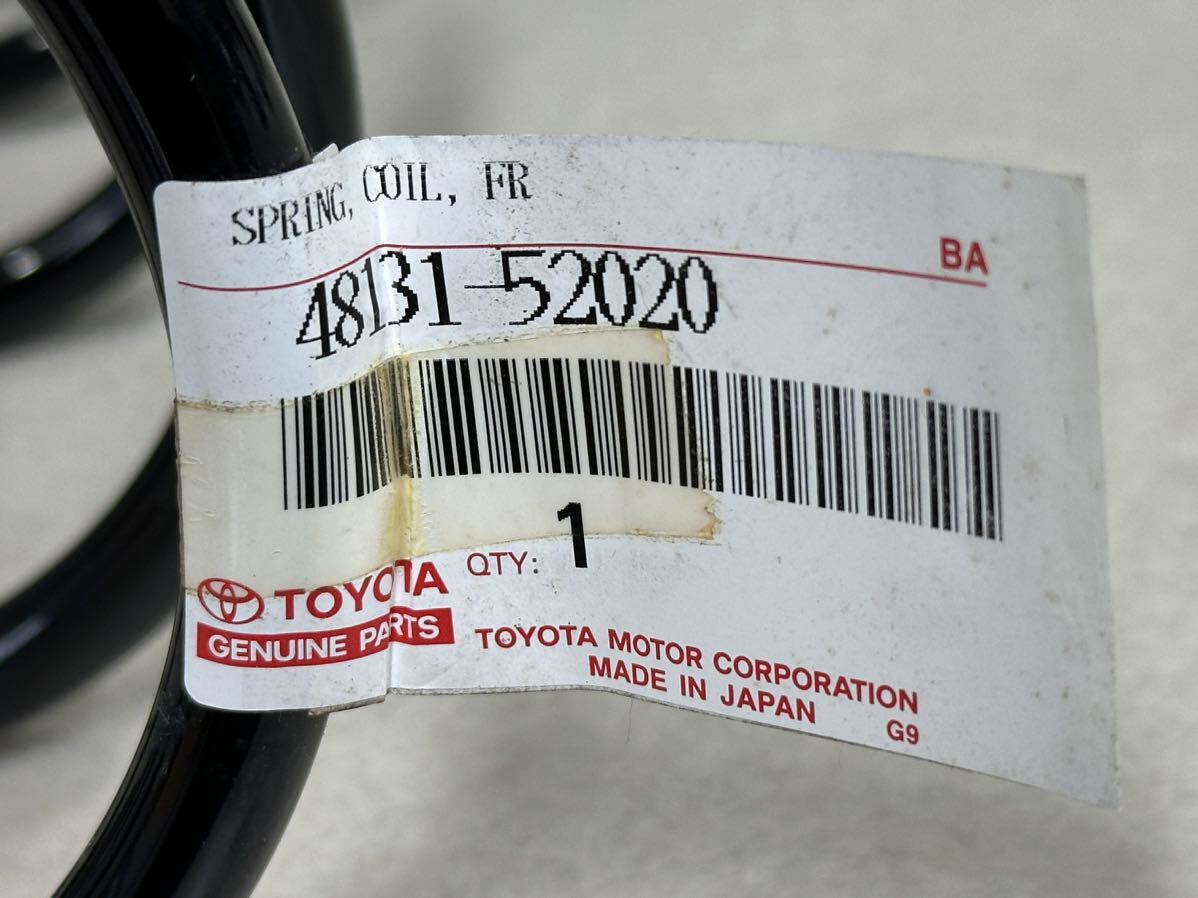 SPRING, COIL, FR
BA
48131-52020
QTY: 1
TOYOTA
GENUINE PARTS
TOYOTA MOTOR CORPORATION
MADE IN JAPAN
G9